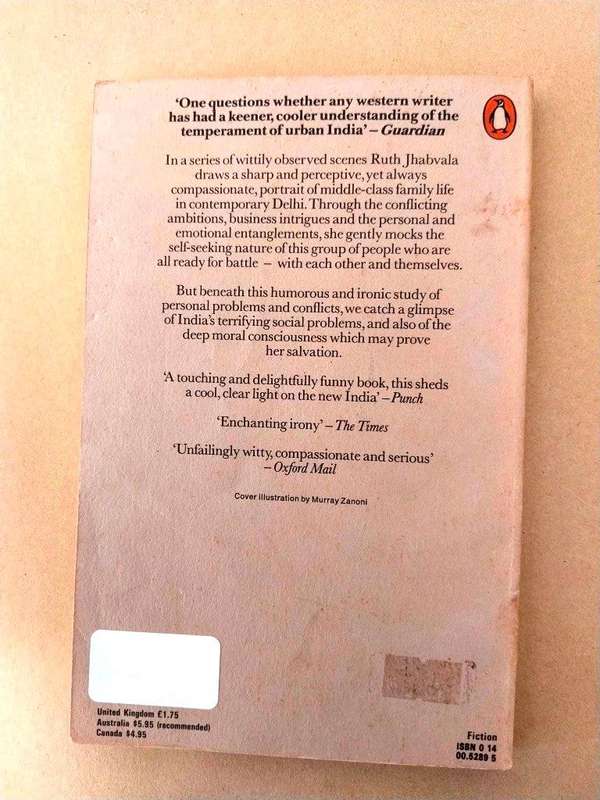 ‘One questions whether any western writer
has had a keener, cooler understanding of the
temperament of urban India’ – Guardian
In a series of wittily observed scenes Ruth Jhabvala
draws a sharp and perceptive, yet always
compassionate, portrait of middle-class family life
in contemporary Delhi. Through the conflicting
ambitions, business intrigues and the personal and
emotional entanglements, she gently mocks the
self-seeking nature of this group of people who are
all ready for battle – with each other and themselves.
But beneath this humorous and ironic study of
personal problems and conflicts, we catch a glimpse
of India's terrifying social problems, and also of the
deep moral consciousness which may prove
her salvation.
‘A touching and delightfully funny book, this sheds
a cool, clear light on the new India’ – Punch
‘Enchanting irony’ – The Times
‘Unfailingly witty, compassionate and serious’
– Oxford Mail
Cover illustration by Murray Zanoni
United Kingdom £1.75
Australia $5.95 (recommended)
Canada $4.95
Fiction
ISBN 0 14
00.5289 5